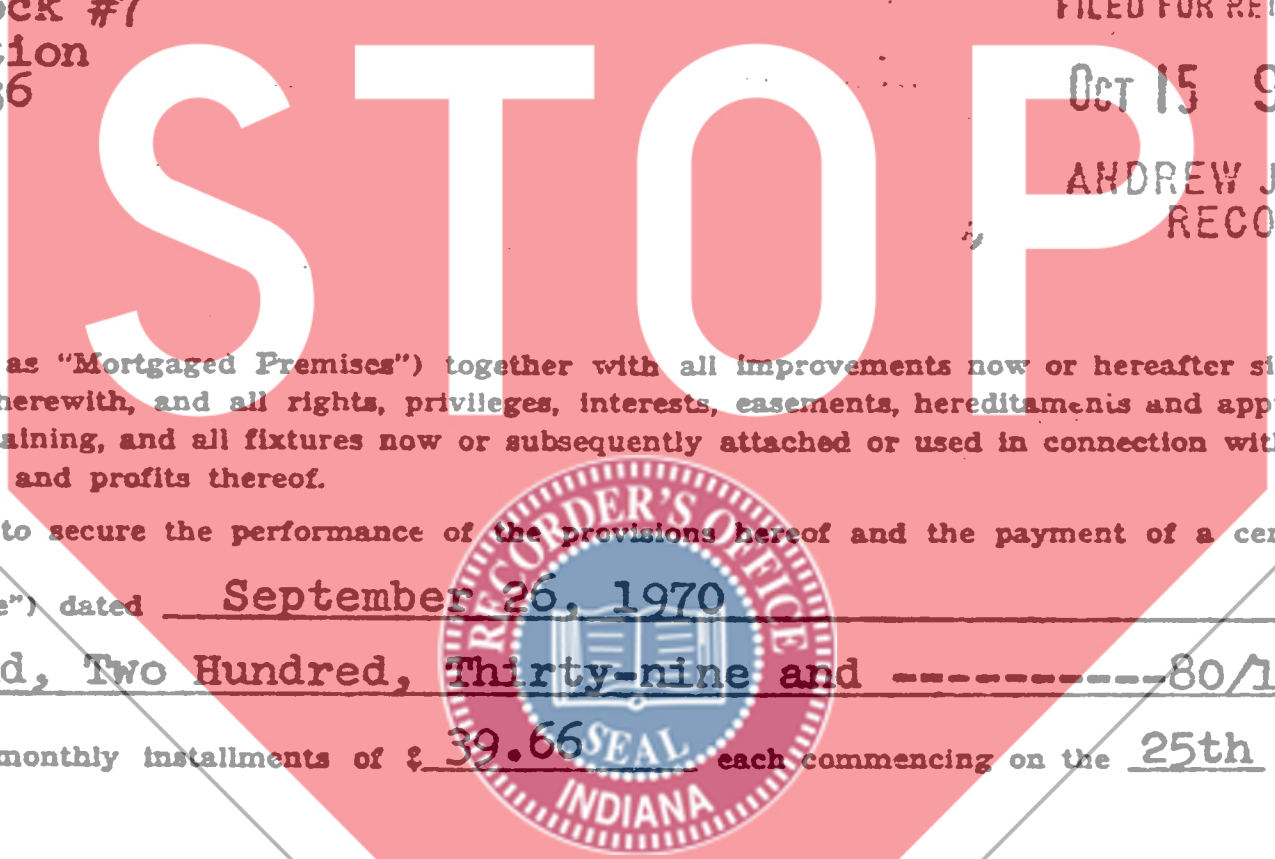 ock #7
FILED FOR RE
tion
36
STOP
OCT 15 9
ANDREW J
RECO
as "Mortgaged Premises") together with all improvements now or hereafter si
herewith, and all rights, privileges, interests, easements, hereditaments and app
aining, and all fixtures now or subsequently attached or used in connection wit
and profits thereof.
to secure the performance of the provisions hereof and the payment of a cer
e") dated September 26, 1970
d, Two Hundred, Thirty-nine and -----------80/1
monthly installments of $ 39.66 each commencing on the 25th
RECORDER'S OFFICE
SEAL
INDIANA